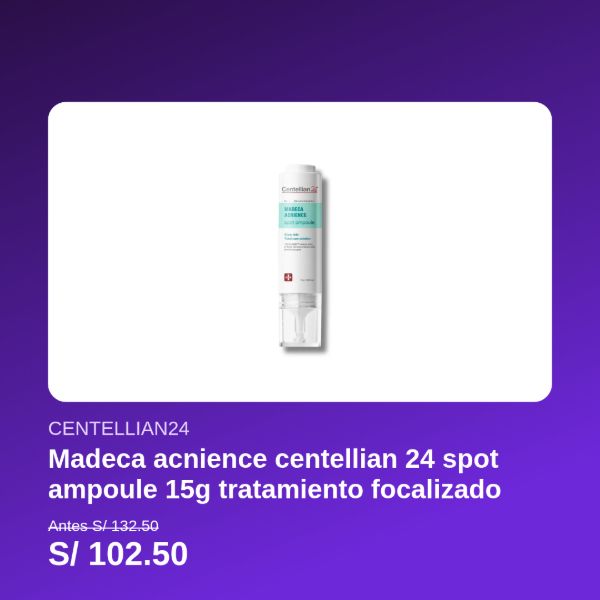 Centellian24
MADECA
ACNIENCE
spot ampoule
CENTELLIAN24
Madeca acnience centellian 24 spot
ampoule 15g tratamiento focalizado
Antes S/ 132.50
S/ 102.50